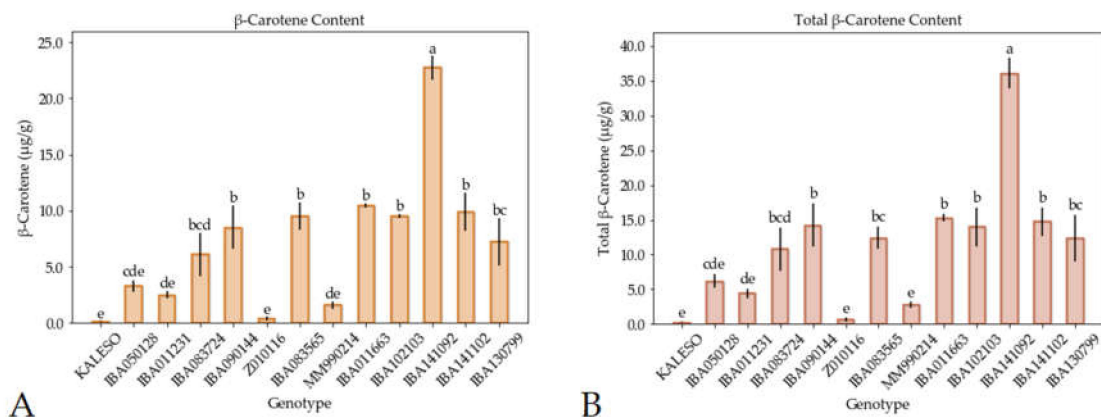 β-Carotene Content
25.0
20.0
15.0
10.0
5.0
0.0
β-Carotene (µg/g)
e
cde
de
bcd
b
e
b
de
b
b
a
b
bc
KALESO
IBA050128
IBA011231
IBA083724
IBA090144
Z010116
IBA083565
MM990214
IBA011663
IBA102103
IBA141092
IBA141102
IBA130799
Genotype
A
Total β-Carotene Content
40.0
35.0
30.0
25.0
20.0
15.0
10.0
5.0
0.0
Total β-Carotene (µg/g)
e
cde
de
bcd
b
e
bc
e
b
b
a
b
bc
KALESO
IBA050128
IBA011231
IBA083724
IBA090144
Z010116
IBA083565
MM990214
IBA011663
IBA102103
IBA141092
IBA141102
IBA130799
Genotype
B